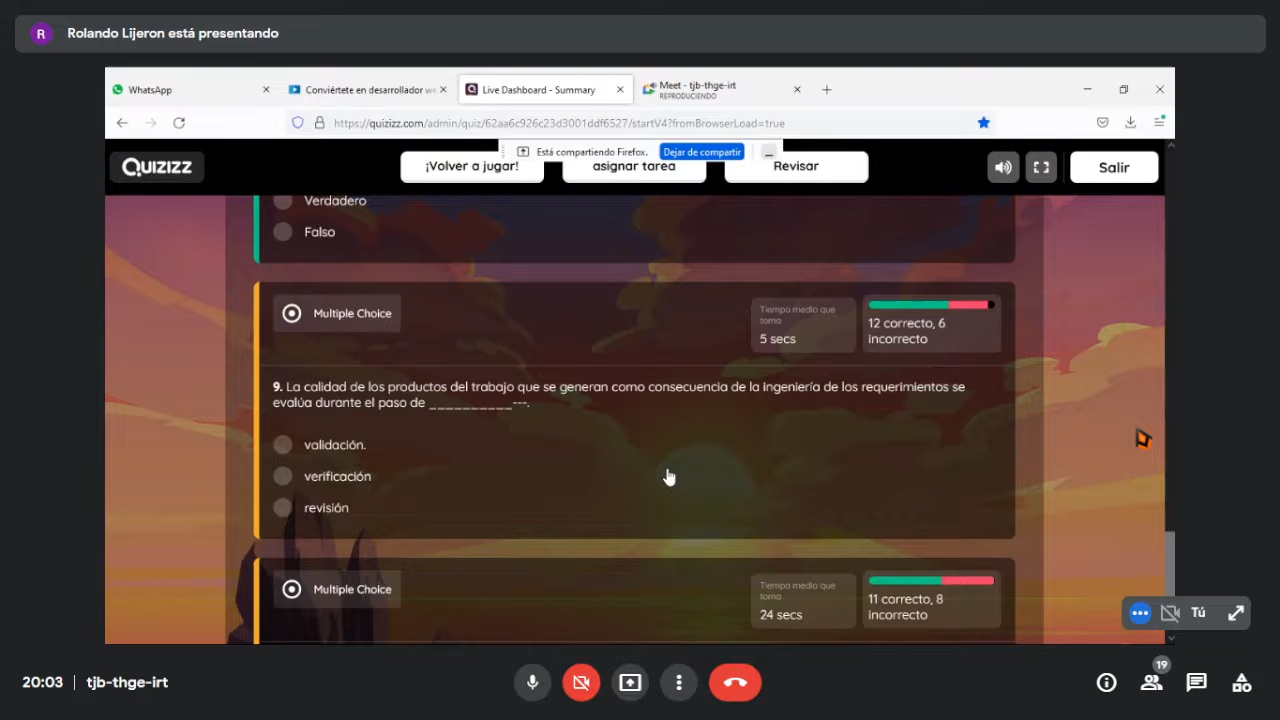 R Rolando Lijeron está presentando
WhatsApp
Conviértete en desarrollador we
Live Dashboard - Summary
Meet - tjb-thge-irt
REPRODUCIENDO
https://quizizz.com/admin/quiz/62aa6c926c23d3001ddf6527/startV4?fromBrowserLoad=true
Está compartiendo Firefox.
Dejar de compartir
Quizizz
¡Volver a jugar!
asignar tarea
Revisar
Salir
Verdadero
Falso
Multiple Choice
Tiempo medio que
toma
5 secs
12 correcto, 6
incorrecto
9. La calidad de los productos del trabajo que se generan como consecuencia de la ingeniería de los requerimientos se
evalúa durante el paso de __________---.
validación.
verificación
revisión
Multiple Choice
Tiempo medio que
toma
24 secs
11 correcto, 8
incorrecto
Tú
20:03 | tjb-thge-irt
19